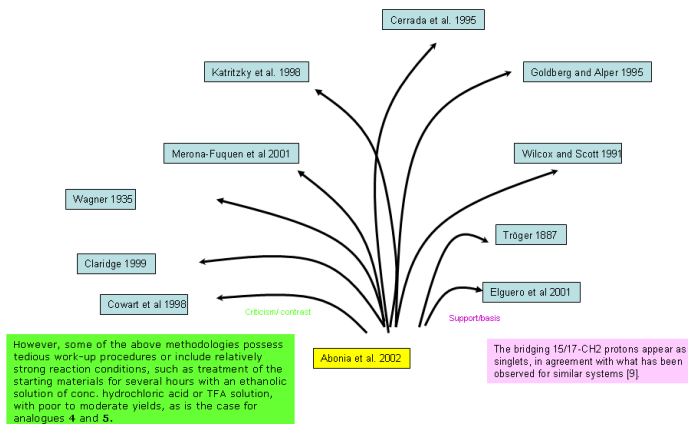 Cerrada et al. 1995
Katritzky et al. 1998
Goldberg and Alper 1995
Merona-Fuquen et al 2001
Wilcox and Scott 1991
Wagner 1935
Tröger 1887
Claridge 1999
Elguero et al 2001
Cowart et al 1998
Criticism/ contrast
Support/basis
However, some of the above methodologies possess
tedious work-up procedures or include relatively
strong reaction conditions, such as treatment of the
starting materials for several hours with an ethanolic
solution of conc. hydrochloric acid or TFA solution,
with poor to moderate yields, as is the case for
analogues 4 and 5.
Abonia et al. 2002
The bridging 15/17-CH2 protons appear as
singlets, in agreement with what has been
observed for similar systems [9].